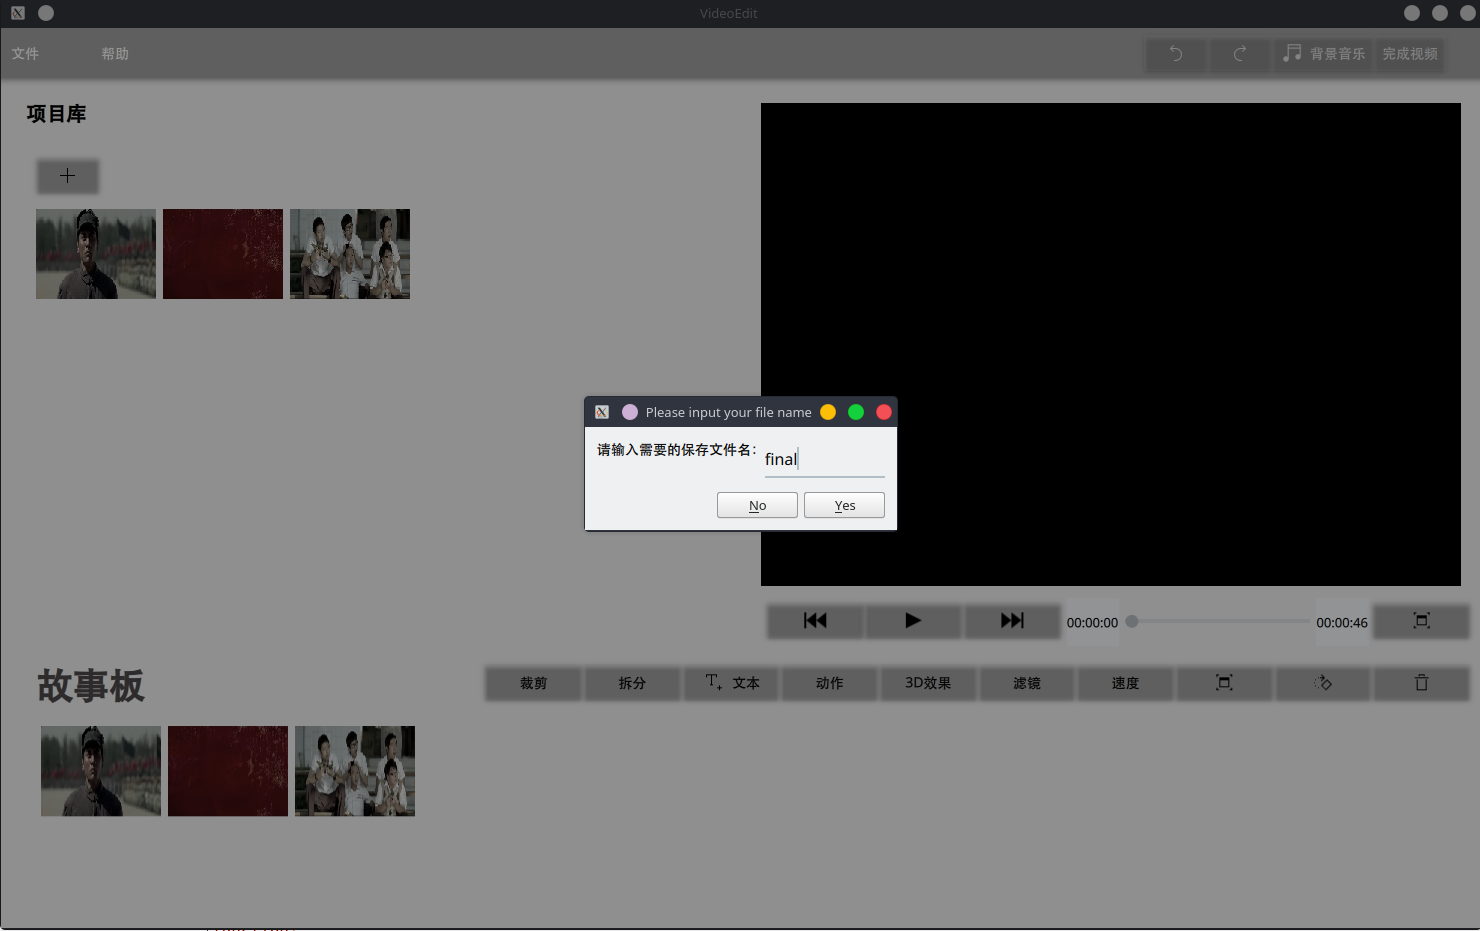 VideoEdit
文件 帮助 背景音乐 完成视频
项目库
Please input your file name
请输入需要的保存文件名:
final
No Yes
00:00:00 00:00:46
故事板
裁剪 拆分 文本 动作 3D效果 滤镜 速度